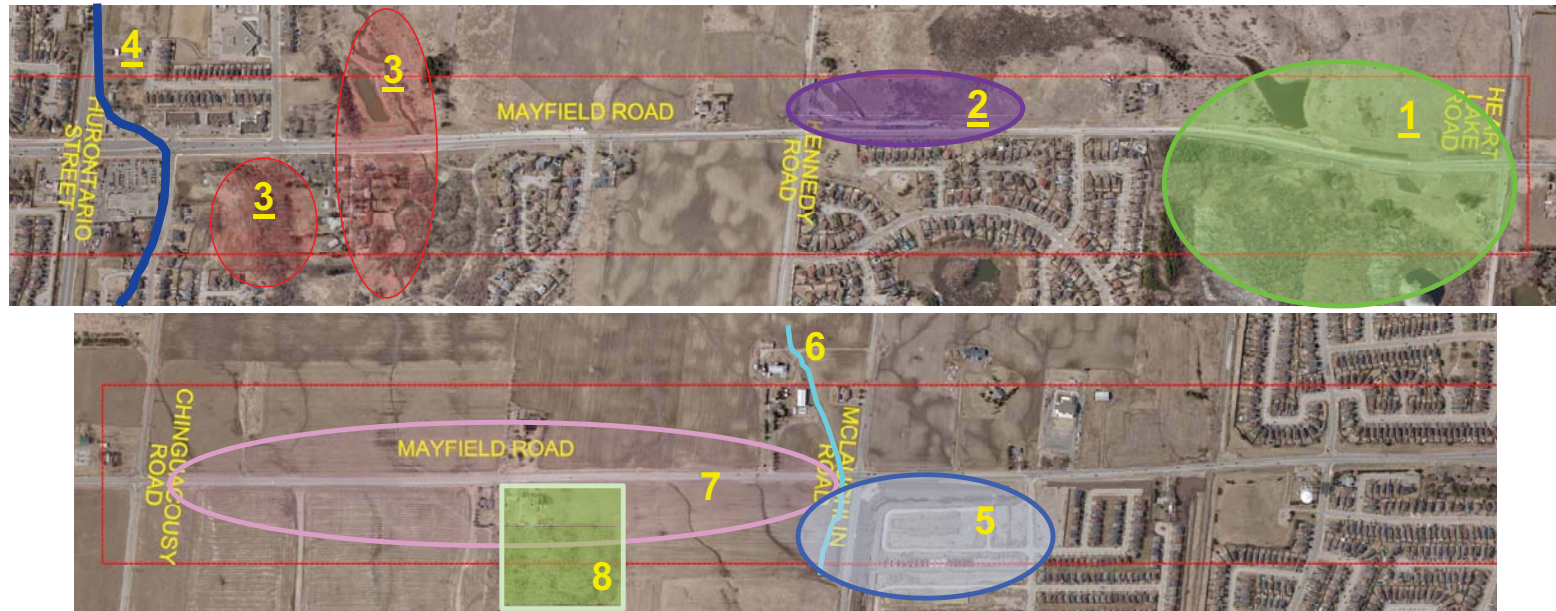 4
3
3
HURONTARIO
STREET
MAYFIELD ROAD
KENNEDY
ROAD
2
1
HEART
LAKE
ROAD
CHINGUACOUSY
ROAD
MAYFIELD ROAD
7
8
6
MCLAUGHLIN
ROAD
5